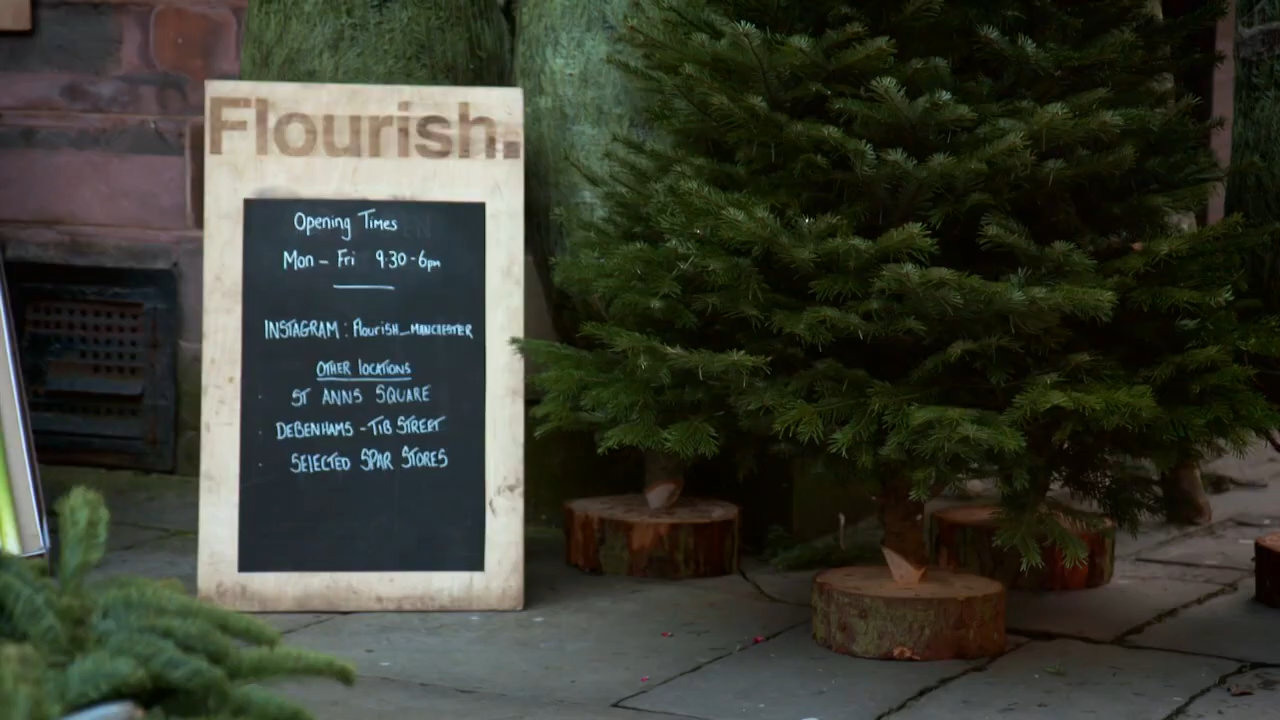 Flourish.
Opening Times
Mon - Fri 9.30-6pm
INSTAGRAM : Flourish_MANCHESTER
OTHER locations
ST ANNS SQUARE
DEBENHAMS - TIB STREET
SELECTED SPAR STORES